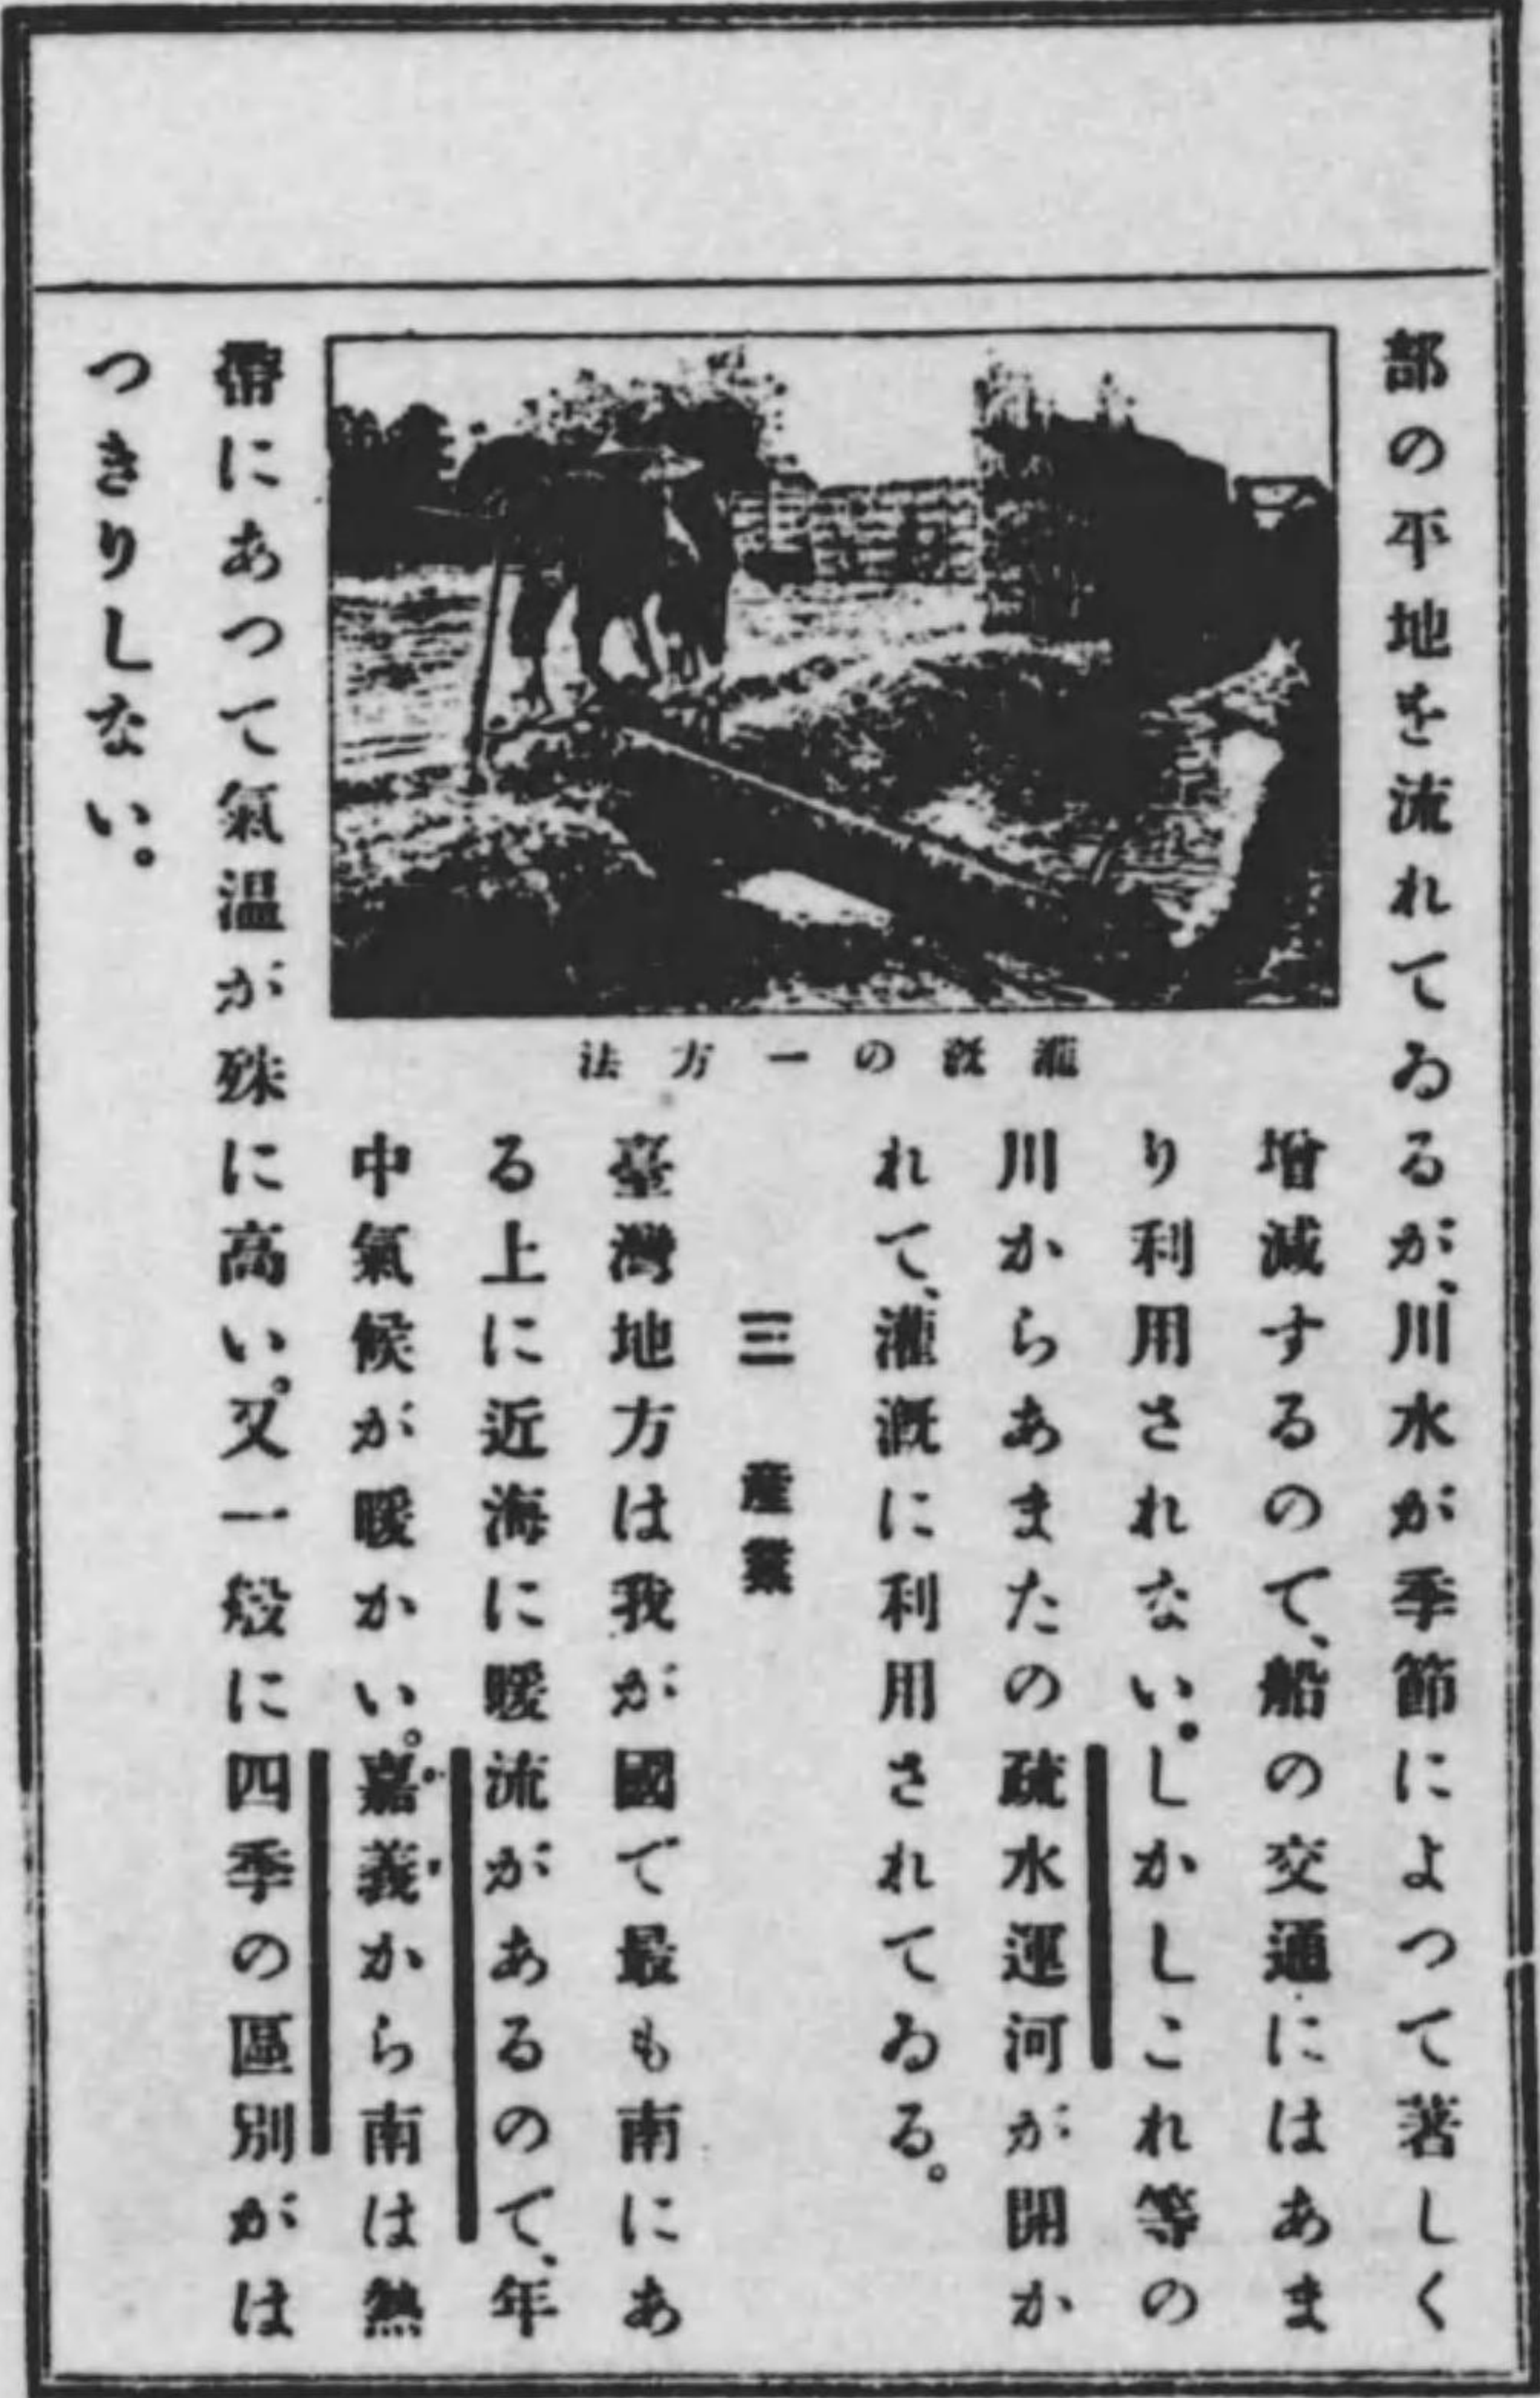 部の平地を流れてゐるが、川水が季節によつて著しく
増減するので、船の交通にはあま
り利用されない。しかしこれ等の
川からあまたの疏水運河が開か
れて、灌漑に利用されてゐる。
灌漑の一方法
三 産業
臺灣地方は我が國で最も南にあ
る上に近海に暖流があるので、年
中氣候が暖かい。嘉義から南は熱
帶にあつて氣温が殊に高い。又一般に四季の區別がは
つきりしない。